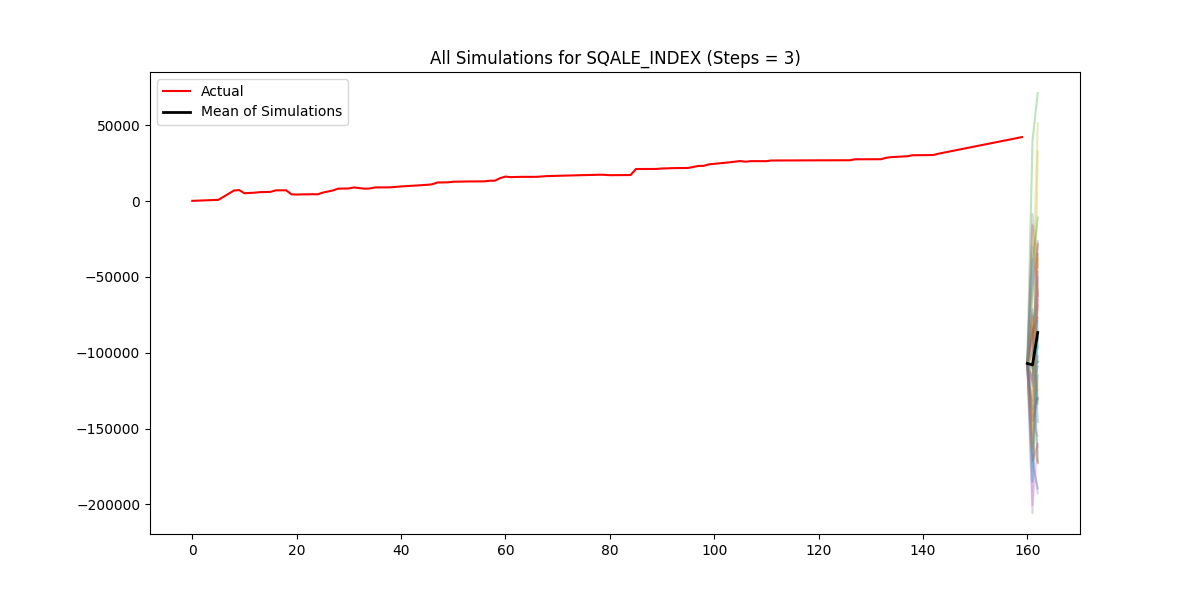 All Simulations for SQALE_INDEX (Steps = 3)
Actual
Mean of Simulations
50000
0
−50000
−100000
−150000
−200000
0 20 40 60 80 100 120 140 160